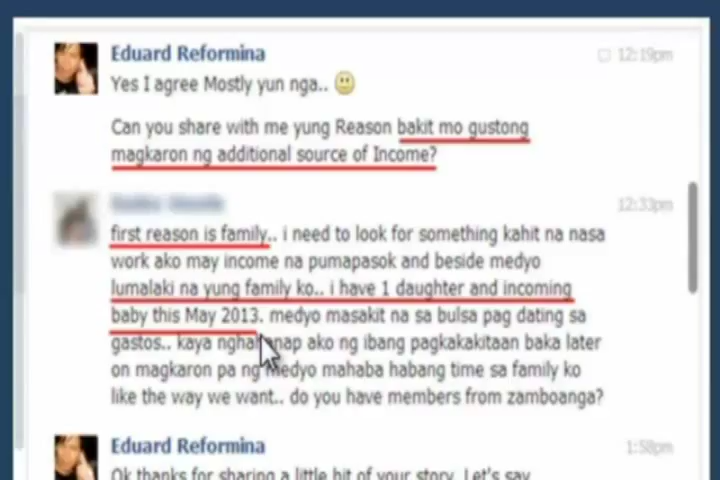 Eduard Reformina
12:19pm
Yes I agree Mostly yun nga..
Can you share with me yung Reason bakit mo gustong
magkaron ng additional source of Income?
12:33pm
first reason is family.. i need to look for something kahit na nasa
work ako may income na pumapasok and beside medyo
lumalaki na yung family ko.. i have 1 daughter and incoming
baby this May 2013. medyo masakit na sa bulsa pag dating sa
gastos.. kaya ng ibang pagkakakitaan baka later
on magkaron pa ng medyo mahaba habang time sa family ko
like the way we want.. do you have members from zamboanga?
Eduard Reformina
1:58pm
Ok thanks for sharing a little bit of your story. Let's say